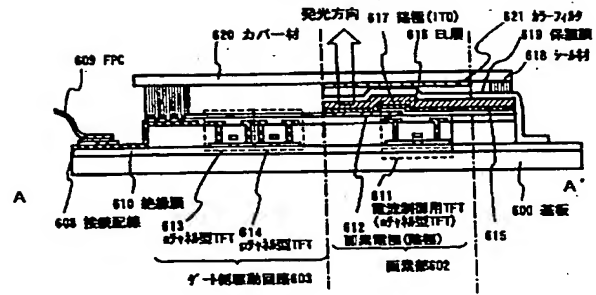 発光方向
617 陽極(ITO)
616 EL層
621 カラーフィルタ
619 保護膜
618 シール材
620 カバー材
609 FPC
A
A'
610 絶縁膜
608 接続配線
613
nチャネル型TFT
614
pチャネル型TFT
611
電流制御用TFT
(nチャネル型TFT)
612
画素電極(陰極)
600 基板
615
ゲート側駆動回路603
画素部602